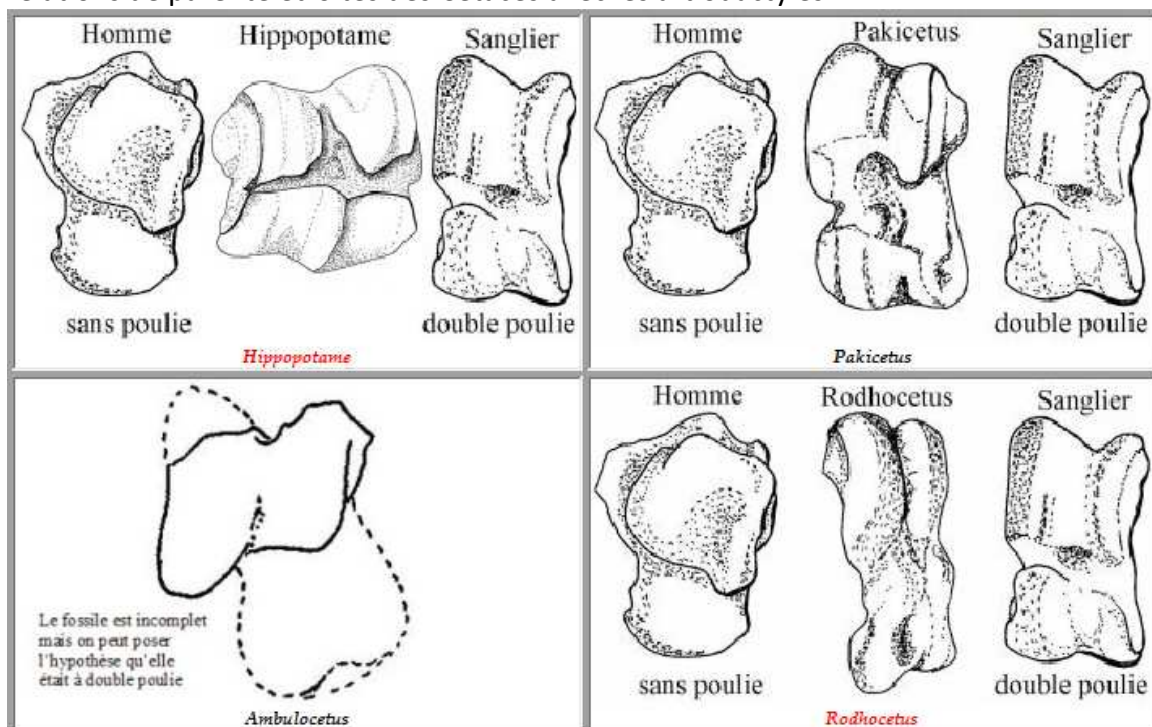 Homme Hippopotame Sanglier
sans poulie double poulie
Hippopotame
Homme Pakicetus Sanglier
sans poulie double poulie
Pakicetus
Le fossile est incomplet
mais on peut poser
l'hypothèse qu'elle
était à double poulie
Ambulocetus
Homme Rodhocetus Sanglier
sans poulie double poulie
Rodhocetus